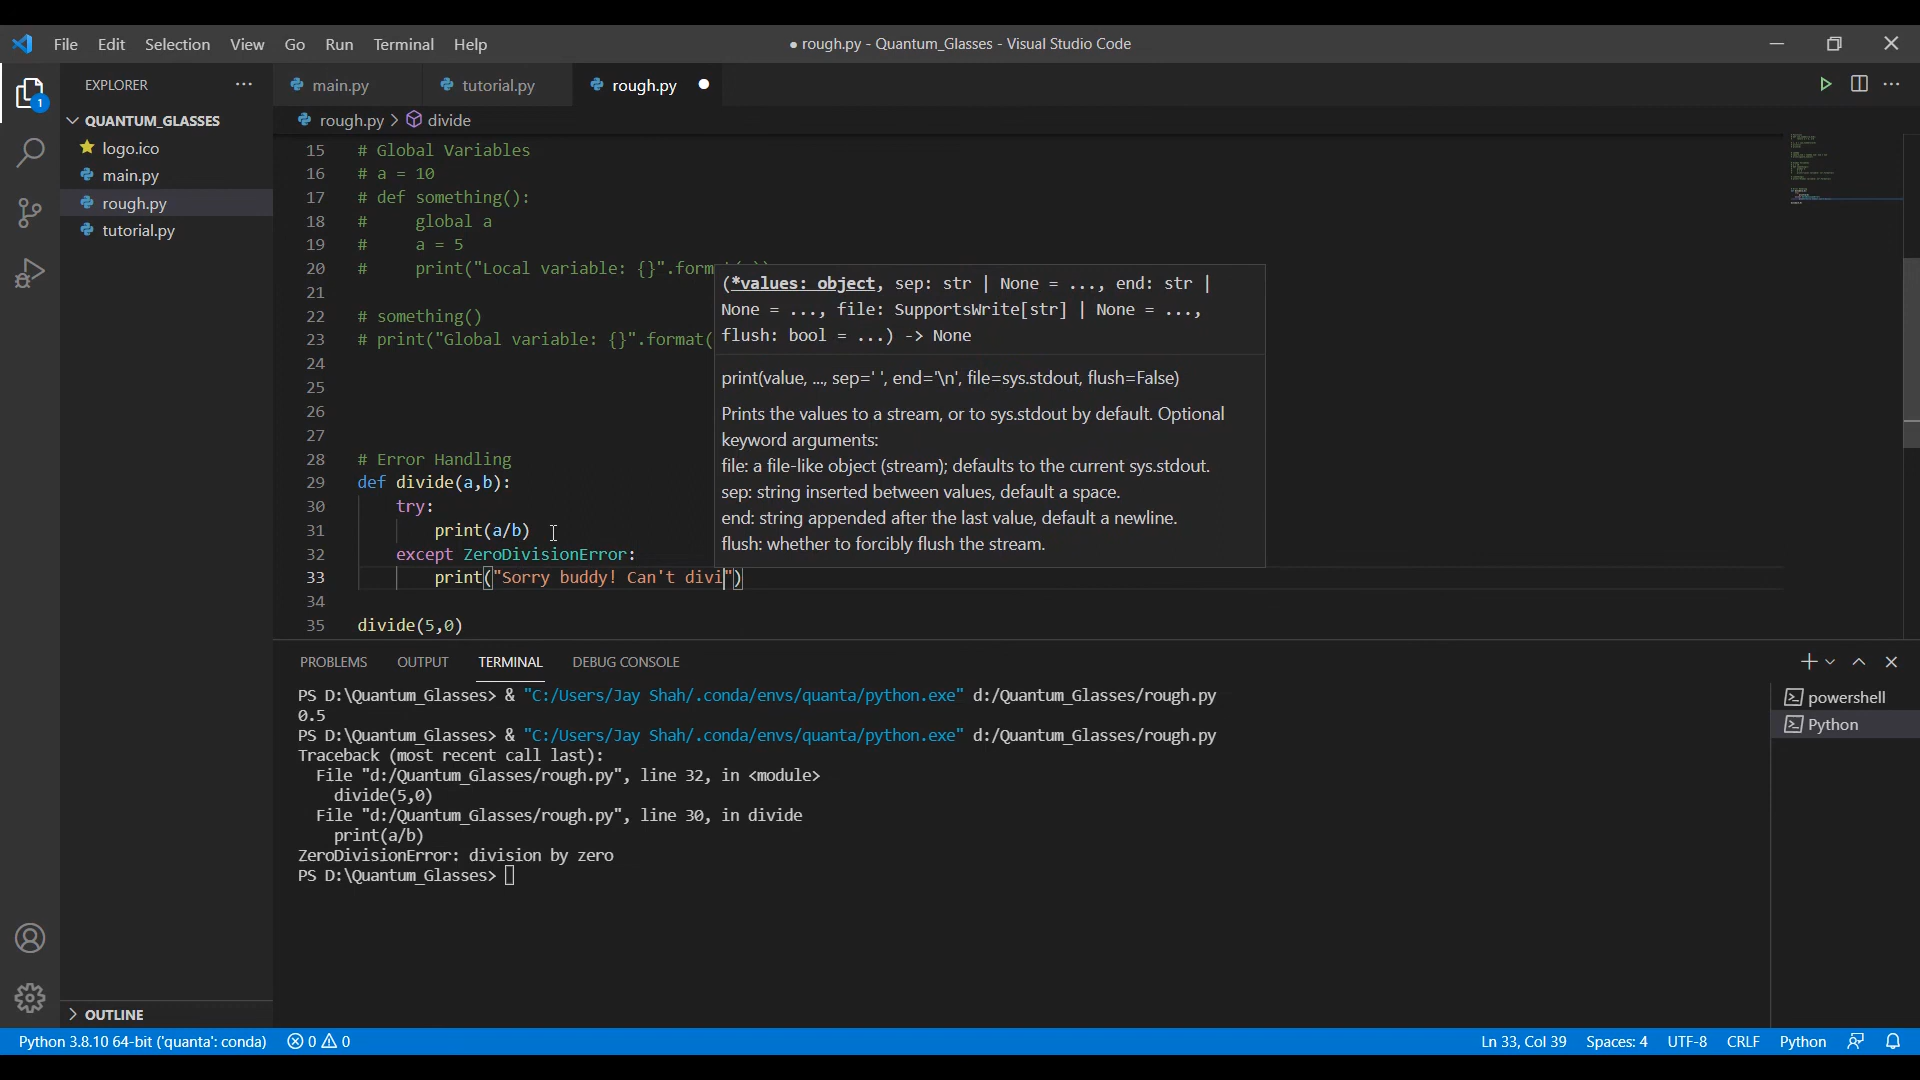 File Edit Selection View Go Run Terminal Help
● rough.py - Quantum_Glasses - Visual Studio Code
EXPLORER
main.py
tutorial.py
rough.py
1
QUANTUM_GLASSES
logo.ico
main.py
rough.py
tutorial.py
rough.py > divide
15 # Global Variables
16 # a = 10
17 # def something():
18 #     global a
19 #     a = 5
20 #     print("Local variable: {}".form
21
22 # something()
23 # print("Global variable: {}".format(
24
25
26
27
28 # Error Handling
29 def divide(a,b):
30     try:
31         print(a/b)
32     except ZeroDivisionError:
33         print("Sorry buddy! Can't divi")
34
35 divide(5,0)
(*values: object, sep: str | None = ..., end: str |
None = ..., file: SupportsWrite[str] | None = ...,
flush: bool = ...) -> None
print(value, ..., sep=' ', end='\n', file=sys.stdout, flush=False)
Prints the values to a stream, or to sys.stdout by default. Optional
keyword arguments:
file: a file-like object (stream); defaults to the current sys.stdout.
sep: string inserted between values, default a space.
end: string appended after the last value, default a newline.
flush: whether to forcibly flush the stream.
PROBLEMS OUTPUT TERMINAL DEBUG CONSOLE
PS D:\Quantum_Glasses> & "C:/Users/Jay Shah/.conda/envs/quanta/python.exe" d:/Quantum_Glasses/rough.py
0.5
PS D:\Quantum_Glasses> & "C:/Users/Jay Shah/.conda/envs/quanta/python.exe" d:/Quantum_Glasses/rough.py
Traceback (most recent call last):
  File "d:/Quantum_Glasses/rough.py", line 32, in <module>
    divide(5,0)
  File "d:/Quantum_Glasses/rough.py", line 30, in divide
    print(a/b)
ZeroDivisionError: division by zero
PS D:\Quantum_Glasses>
powershell
Python
OUTLINE
Python 3.8.10 64-bit ('quanta': conda) 0 0
Ln 33, Col 39 Spaces: 4 UTF-8 CRLF Python